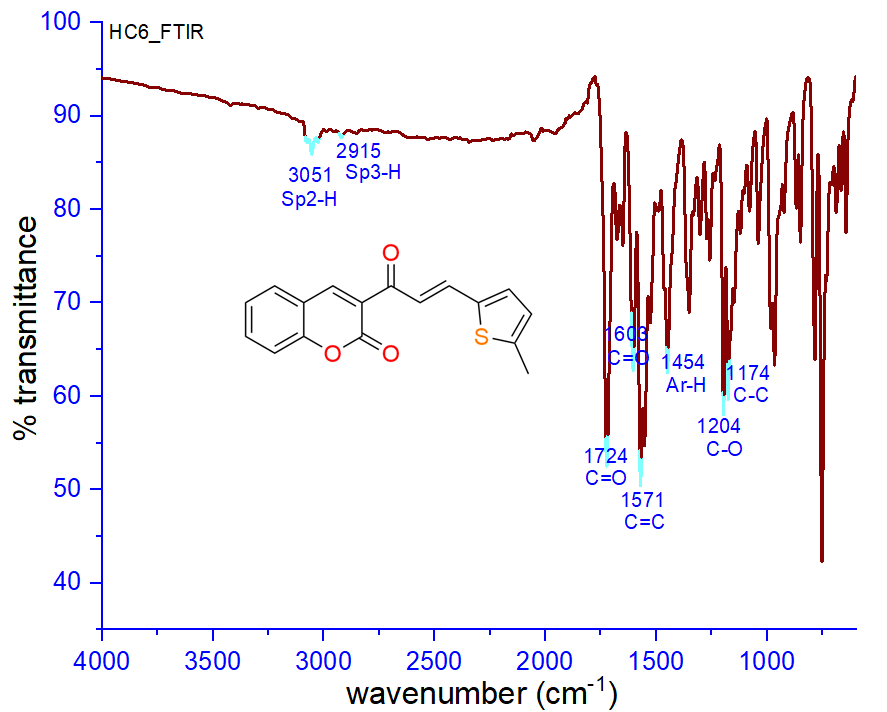 HC6_FTIR
100
90
80
70
60
50
40
% transmittance
3051
Sp2-H
2915
Sp3-H
O
O
O
S
1603
C=O
1454
Ar-H
1174
C-C
1204
C-O
1724
C=O
1571
C=C
4000 3500 3000 2500 2000 1500 1000
wavenumber (cm⁻¹)